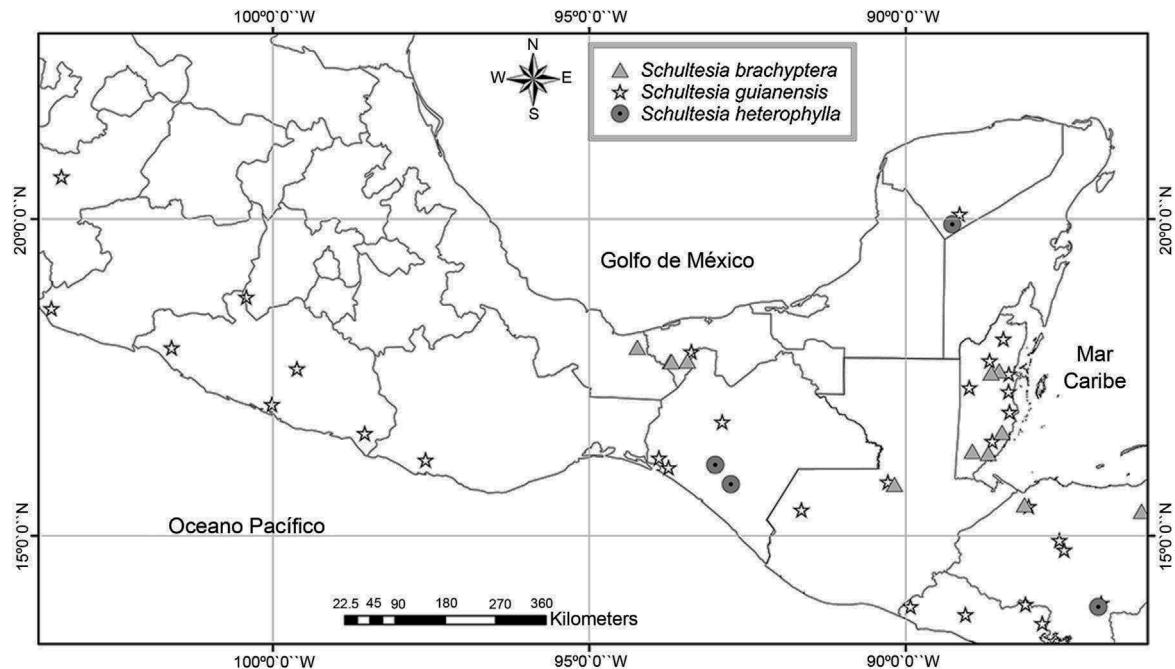 100º0´0``W 95º0´0``W 90º0´0``W
N
W E
S
Schultesia brachyptera
Schultesia guianensis
Schultesia heterophylla
20º0´0``N 20º0´0``N
Golfo de México
Mar
Caribe
Oceano Pacífico
15º0´0``N 15º0´0``N
22.5 45 90 180 270 360
Kilometers
100º0´0``W 95º0´0``W 90º0´0``W